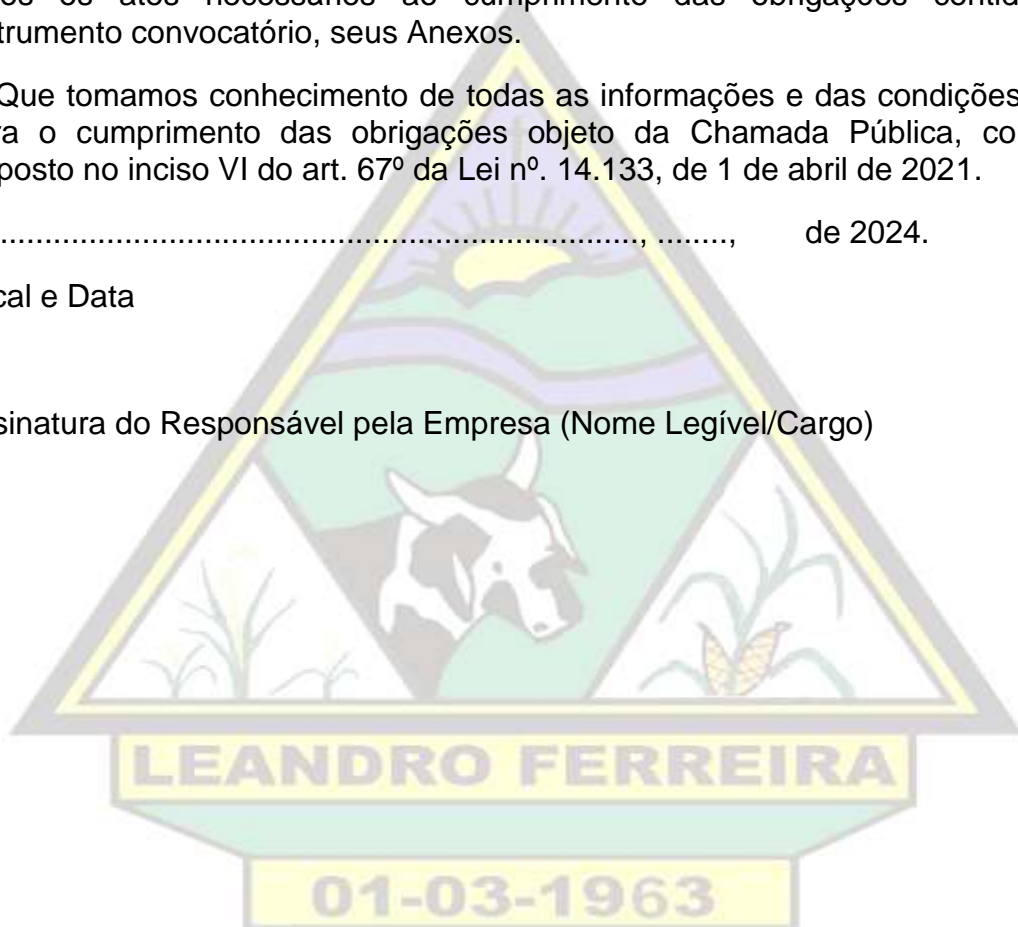 os os atos necessários ao cumprimento das obrigações contid
trumento convocatório, seus Anexos.
Que tomamos conhecimento de todas as informações e das condições
ra o cumprimento das obrigações objeto da Chamada Pública, co
posto no inciso VI do art. 67º da Lei nº. 14.133, de 1 de abril de 2021.
........................................................................, ........, de 2024.
cal e Data
sinatura do Responsável pela Empresa (Nome Legível/Cargo)
LEANDRO FERREIRA
01-03-1963